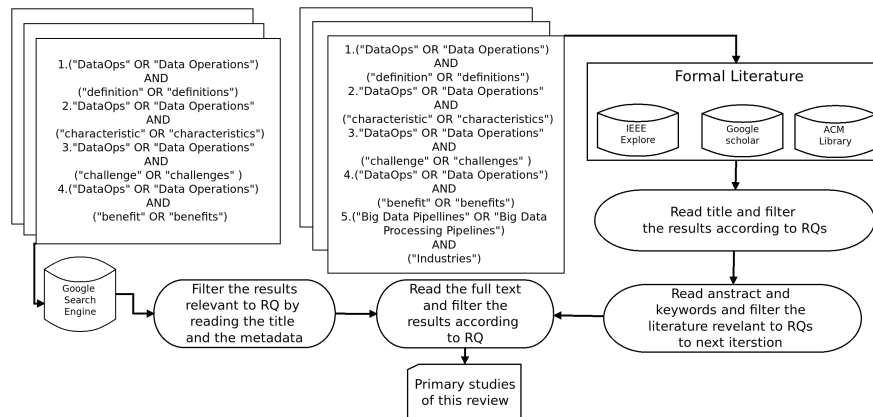 1.("DataOps" OR "Data Operations")
AND
("definition" OR "definitions")
2."DataOps" OR "Data Operations"
AND
("characteristic" OR "characteristics")
3."DataOps" OR "Data Operations"
AND
("challenge" OR "challenges" )
4.("DataOps" OR "Data Operations")
AND
("benefit" OR "benefits")
1.("DataOps" OR "Data Operations")
AND
("definition" OR "definitions")
2."DataOps" OR "Data Operations"
AND
("characteristic" OR "characteristics")
3."DataOps" OR "Data Operations"
AND
("challenge" OR "challenges" )
4.("DataOps" OR "Data Operations")
AND
("benefit" OR "benefits")
5.("Big Data Pipellines" OR "Big Data
Processing Pipelines")
AND
("Industries")
Formal Literature
IEEE
Explore
Google
scholar
ACM
Library
Read title and filter
the results according to RQs
Google
Search
Engine
Filter the results
relevant to RQ by
reading the title
and the metadata
Read the full text
and filter the
results according
to RQ
Read anstract and
keywords and filter the
literature revelant to RQs
to next iterstion
Primary studies
of this review